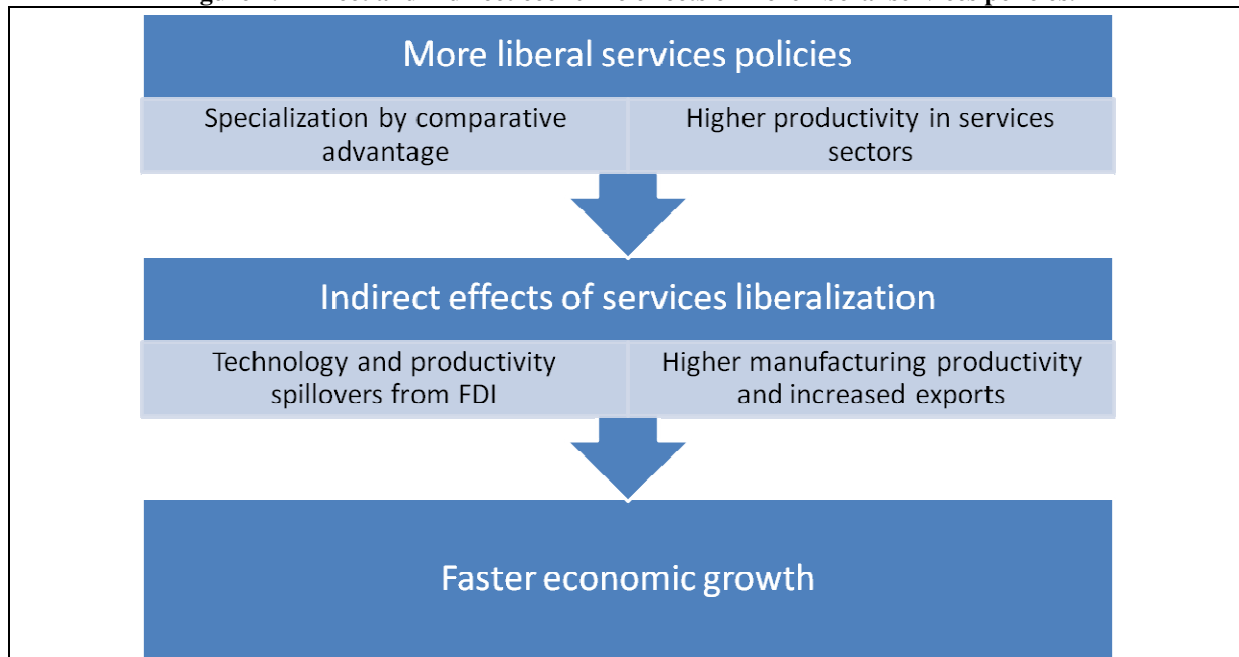 More liberal services policies
Specialization by comparative
advantage
Higher productivity in services
sectors
Indirect effects of services liberalization
Technology and productivity
spillovers from FDI
Higher manufacturing productivity
and increased exports
Faster economic growth